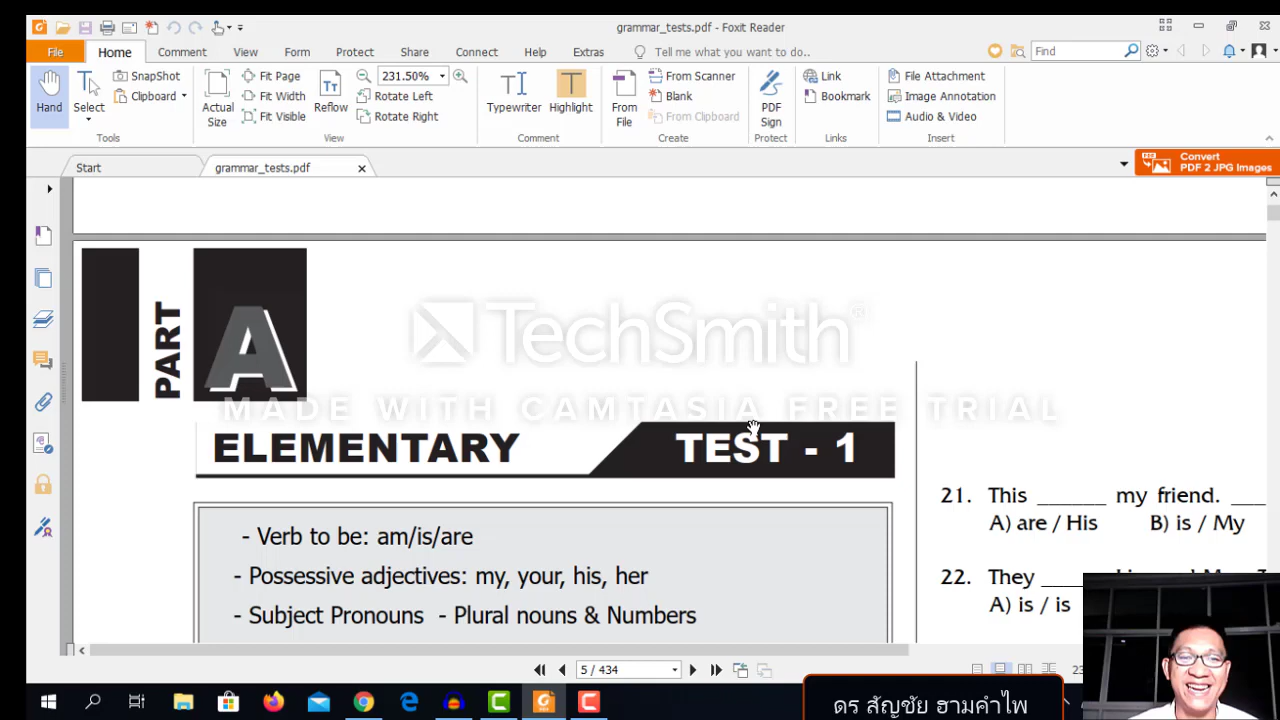 grammar_tests.pdf - Foxit Reader
File Home Comment View Form Protect Share Connect Help Extras Tell me what you want to do.. Find
Hand
Select
SnapShot
Clipboard
Tools
Actual Size
Fit Page
Fit Width
Fit Visible
Reflow
231.50%
Rotate Left
Rotate Right
View
Typewriter
Highlight
Comment
From File
From Scanner
Blank
From Clipboard
Create
PDF Sign
Protect
Link
Bookmark
Links
File Attachment
Image Annotation
Audio & Video
Insert
Start
grammar_tests.pdf
Convert
PDF 2 JPG Images
PART
A
TechSmith®
MADE WITH CAMTASIA FREE TRIAL
ELEMENTARY TEST - 1
- Verb to be: am/is/are
- Possessive adjectives: my, your, his, her
- Subject Pronouns - Plural nouns & Numbers
21. This ______ my friend. ___
A) are / His B) is / My
22. They
A) is / is
5 / 434
ดร สัญชัย ฮามคำไพ